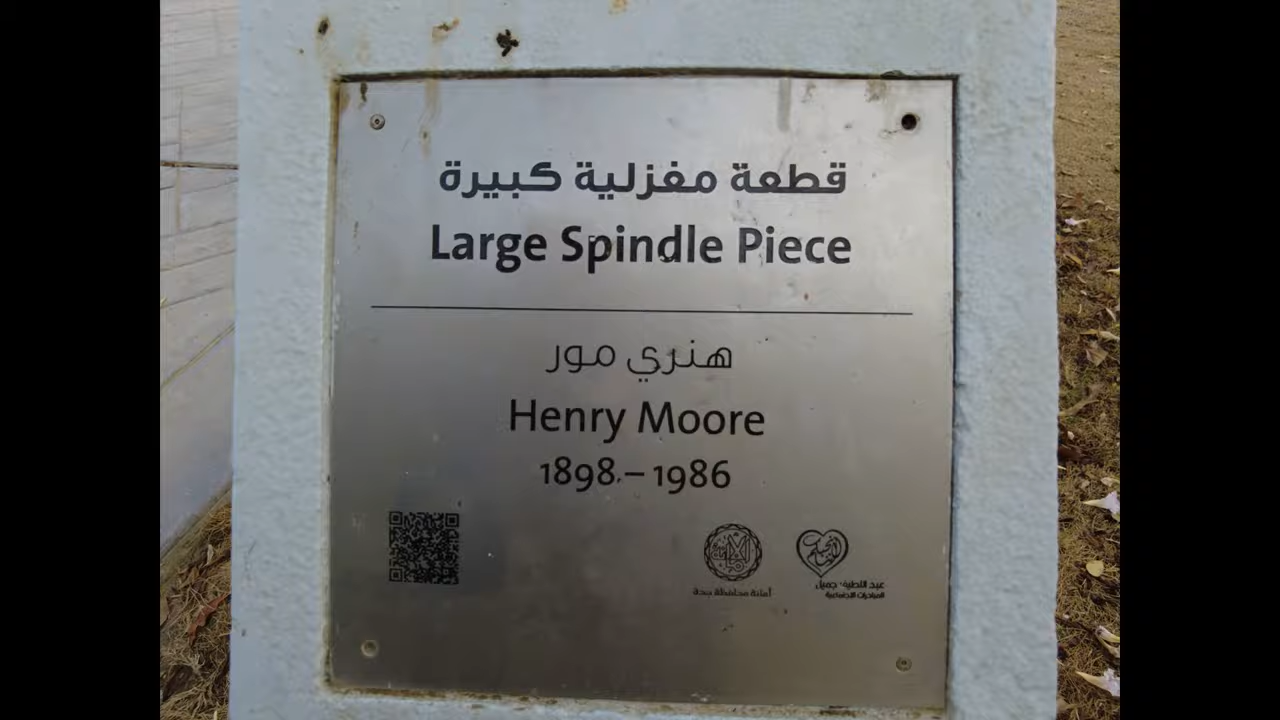 قطعة مغزلية كبيرة
Large Spindle Piece
هنري مور
Henry Moore
1898 – 1986
أمانة محافظة جدة
عبد اللطيف جميل
المبادرات الاجتماعية